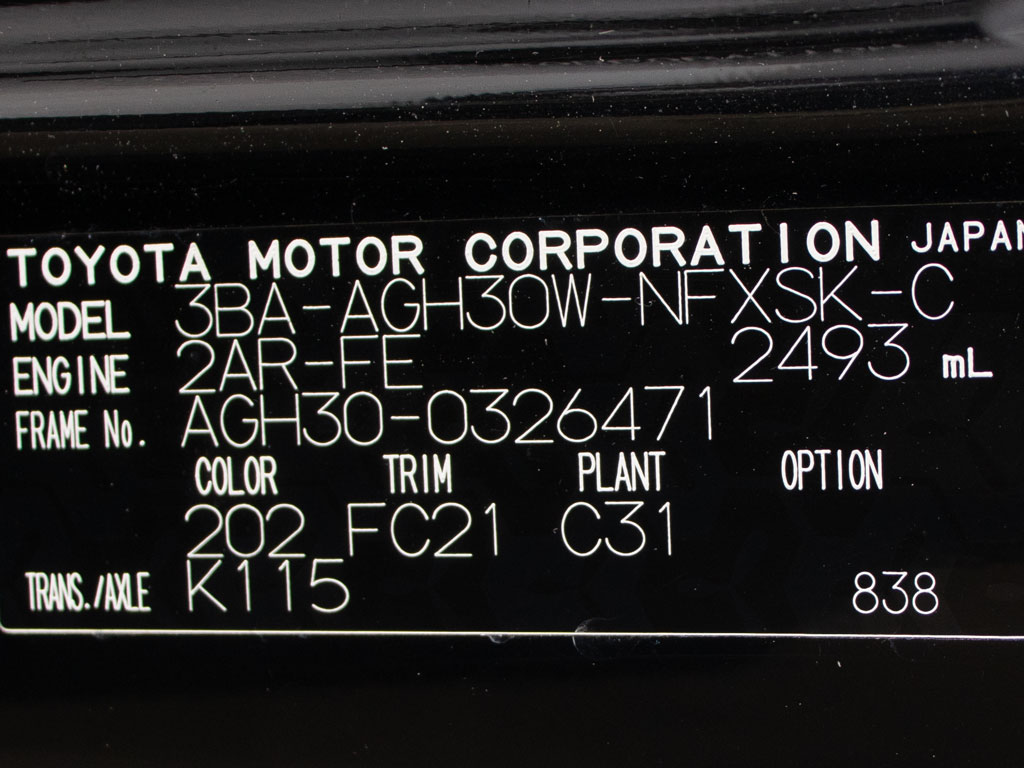 TOYOTA MOTOR CORPORATION JAPAN
MODEL 3BA-AGH30W-NFXSK-C
ENGINE 2AR-FE 2493 mL
FRAME No. AGH30-0326471
COLOR TRIM PLANT OPTION
202 FC21 C31
TRANS./AXLE K115 838